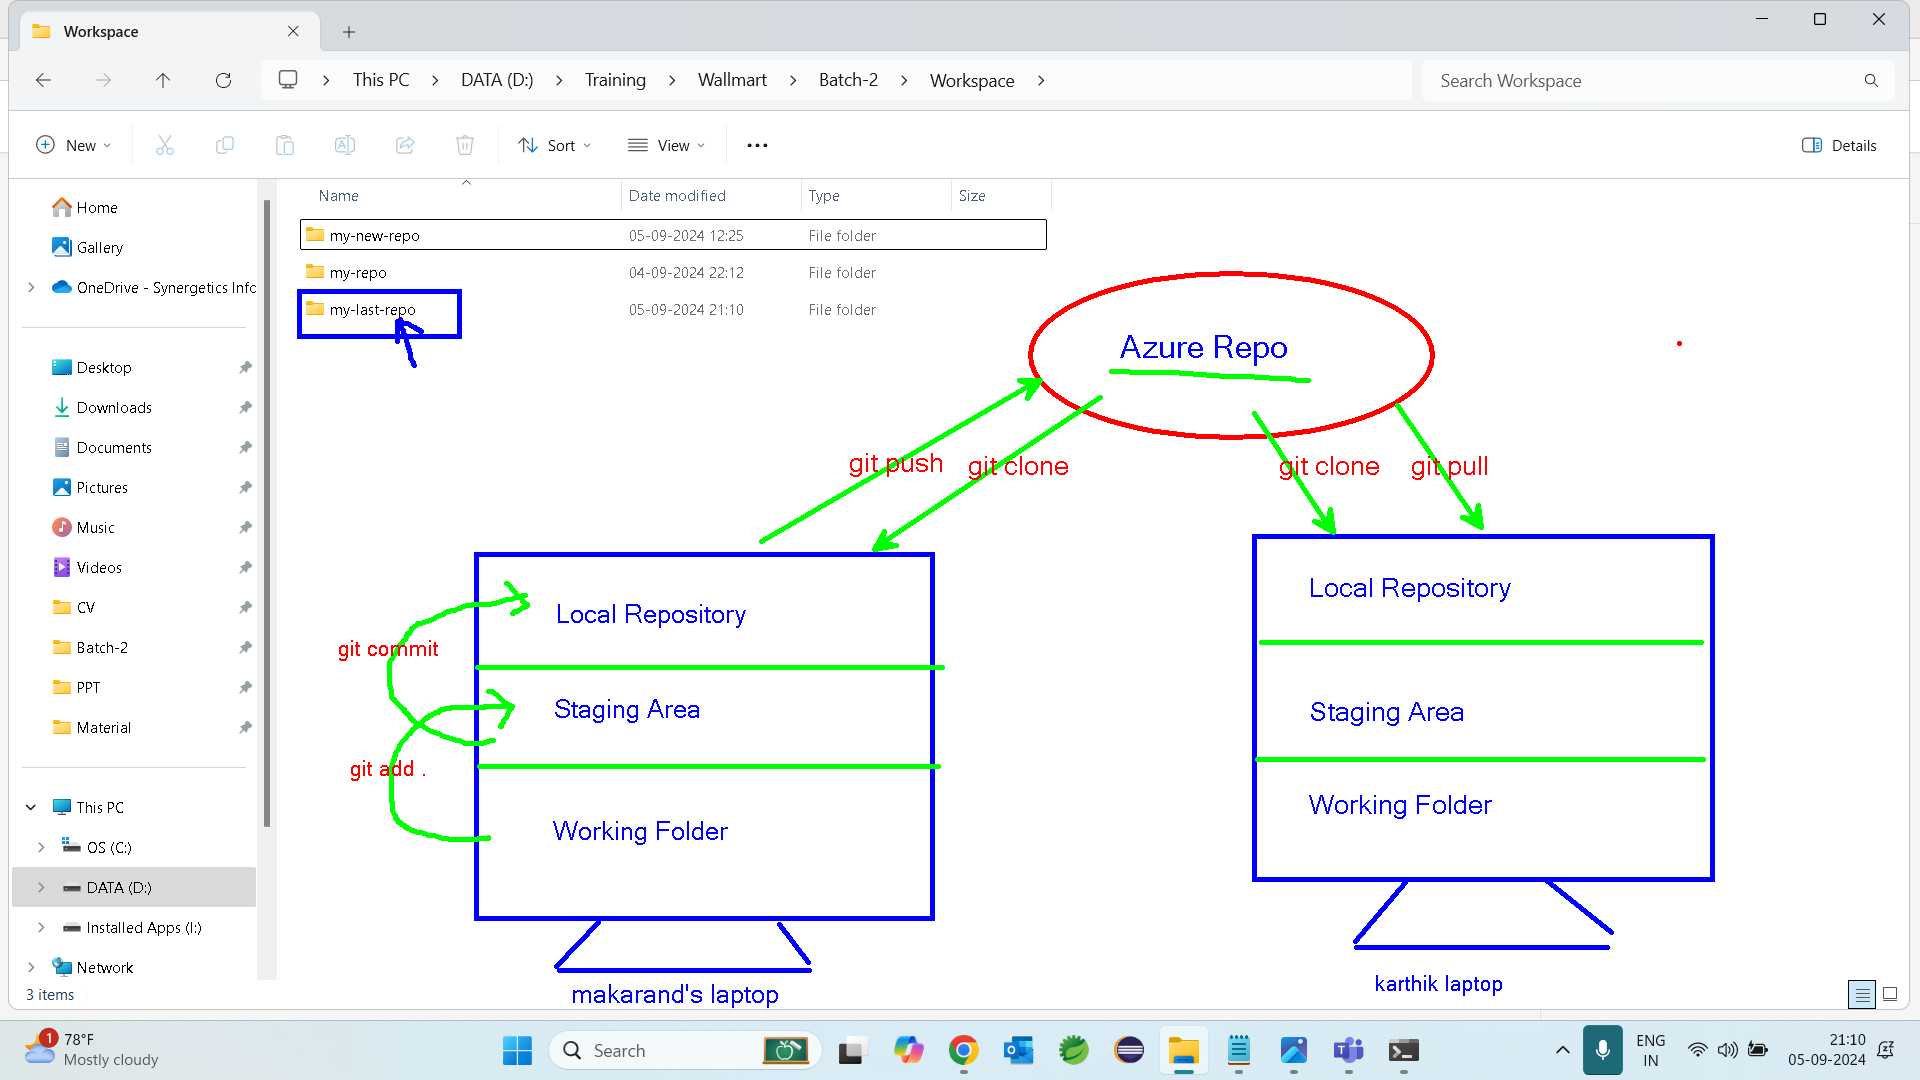 Workspace
This PC
DATA (D:)
Training
Wallmart
Batch-2
Workspace
Search Workspace
New
Sort
View
Details
Home
Gallery
OneDrive - Synergetics Info
Desktop
Downloads
Documents
Pictures
Music
Videos
CV
Batch-2
PPT
Material
This PC
OS (C:)
DATA (D:)
Installed Apps (I:)
Network
3 items
Name Date modified Type Size
my-new-repo 05-09-2024 12:25 File folder
my-repo 04-09-2024 22:12 File folder
my-last-repo 05-09-2024 21:10 File folder
Azure Repo
git push git clone git clone git pull
Local Repository
git commit
Staging Area
git add .
Working Folder
makarand's laptop
Local Repository
Staging Area
Working Folder
karthik laptop
1
78°F
Mostly cloudy
Search
ENG
IN
21:10
05-09-2024